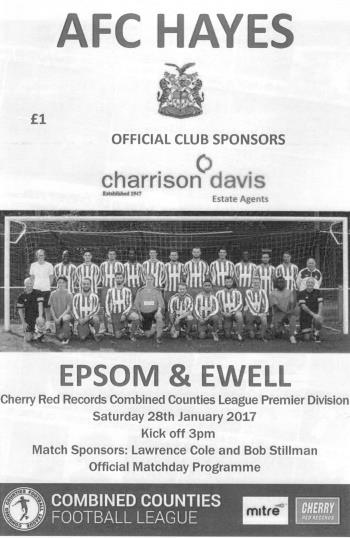 AFC HAYES
£1
OFFICIAL CLUB SPONSORS
charrison davis
Established 1947
Estate Agents
EPSOM & EWELL
Cherry Red Records Combined Counties League Premier Division
Saturday 28th January 2017
Kick off 3pm
Match Sponsors: Lawrence Cole and Bob Stillman
Official Matchday Programme
COMBINED COUNTIES
FOOTBALL LEAGUE
mitre
CHERRY
RED RECORDS